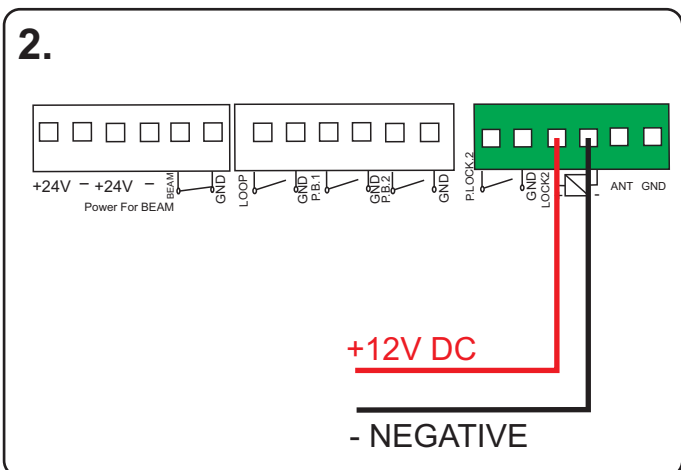 2.
+24V - +24V - BEAM GND LOOP GND P.B.1 GND P.B.2 GND P.LOCK.2 GND LOCK2 + - ANT GND
Power For BEAM
+12V DC
- NEGATIVE